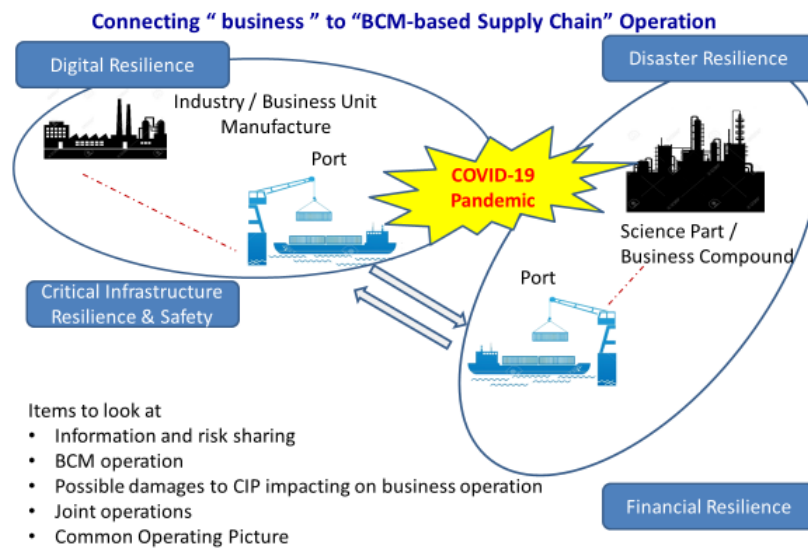 Connecting “ business ” to “BCM-based Supply Chain” Operation
Digital Resilience
Disaster Resilience
Industry / Business Unit
Manufacture
Port
COVID-19
Pandemic
Science Part /
Business Compound
Port
Critical Infrastructure
Resilience & Safety
Items to look at
• Information and risk sharing
• BCM operation
• Possible damages to CIP impacting on business operation
• Joint operations
• Common Operating Picture
Financial Resilience